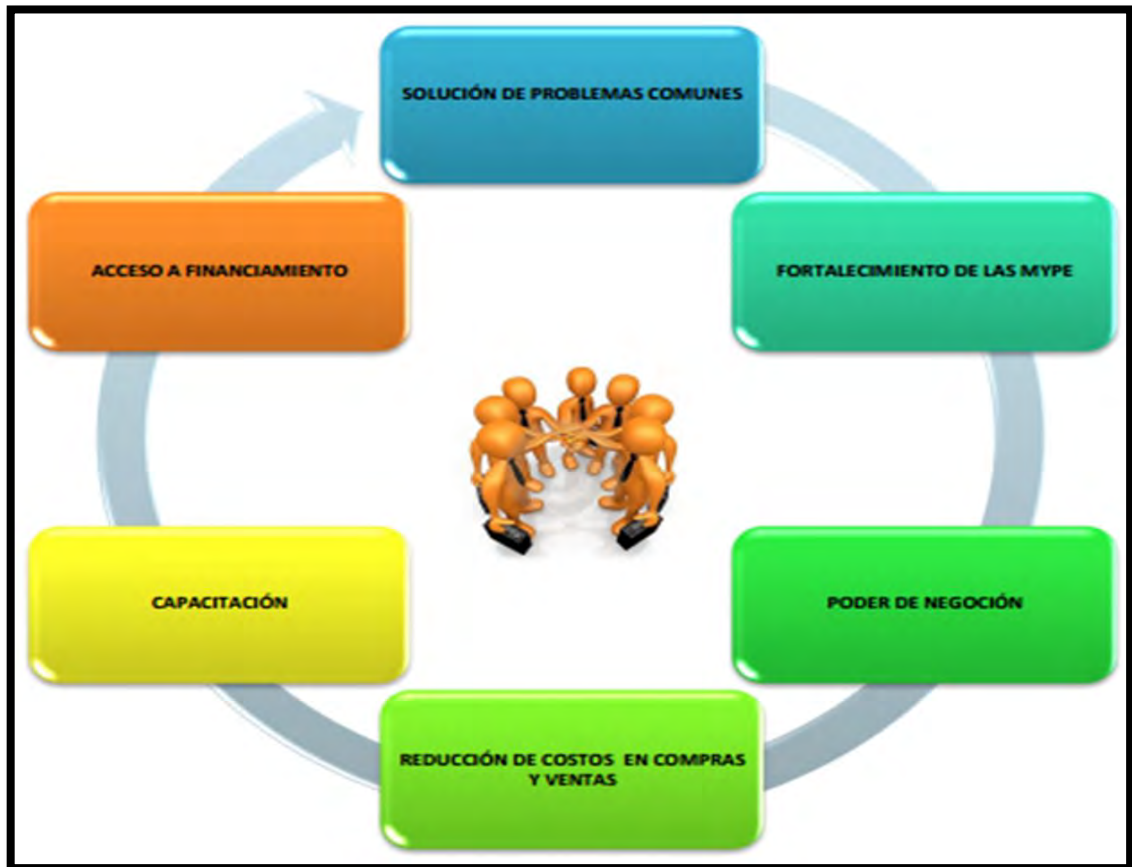 SOLUCIÓN DE PROBLEMAS COMUNES
FORTALECIMIENTO DE LAS MYPE
PODER DE NEGOCIÓN
REDUCCIÓN DE COSTOS EN COMPRAS
Y VENTAS
CAPACITACIÓN
ACCESO A FINANCIAMIENTO